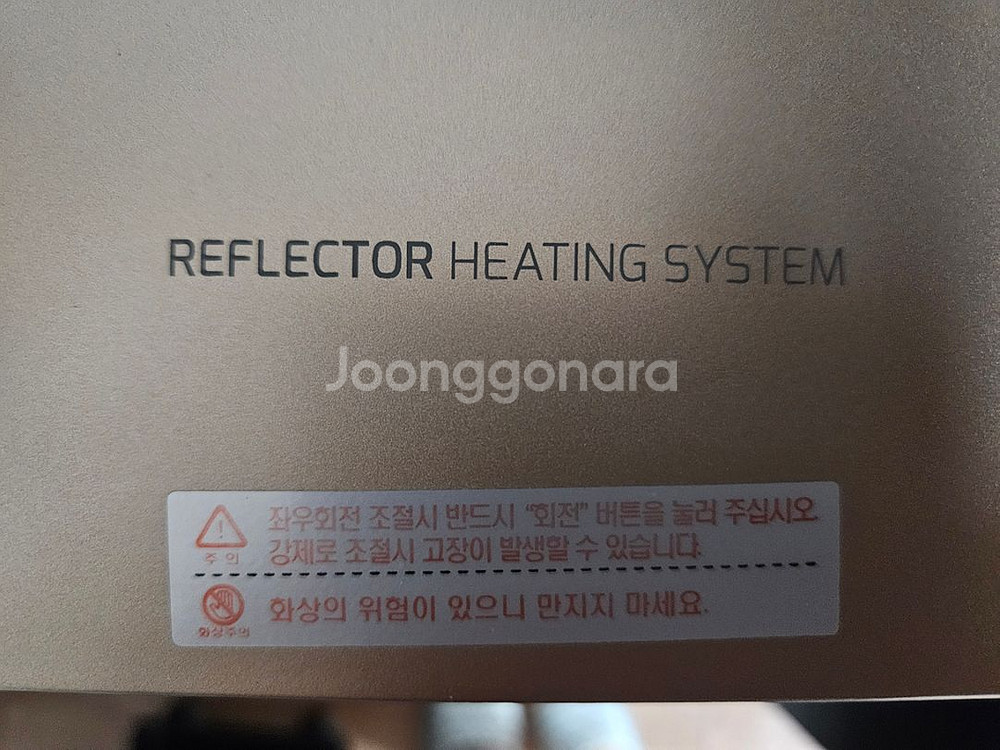 REFLECTOR HEATING SYSTEM
Joonggonara
좌우회전 조절시 반드시 "회전" 버튼을 눌러 주십시오
주 의
강제로 조절시 고장이 발생할 수 있습니다.
화상의 위험이 있으니 만지지 마세요.
화상주의